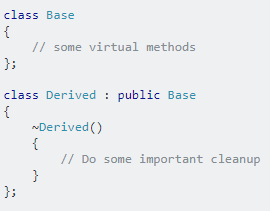 class Base
{
    // some virtual methods
};
class Derived : public Base
{
    ~Derived()
    {
        // Do some important cleanup
    }
};